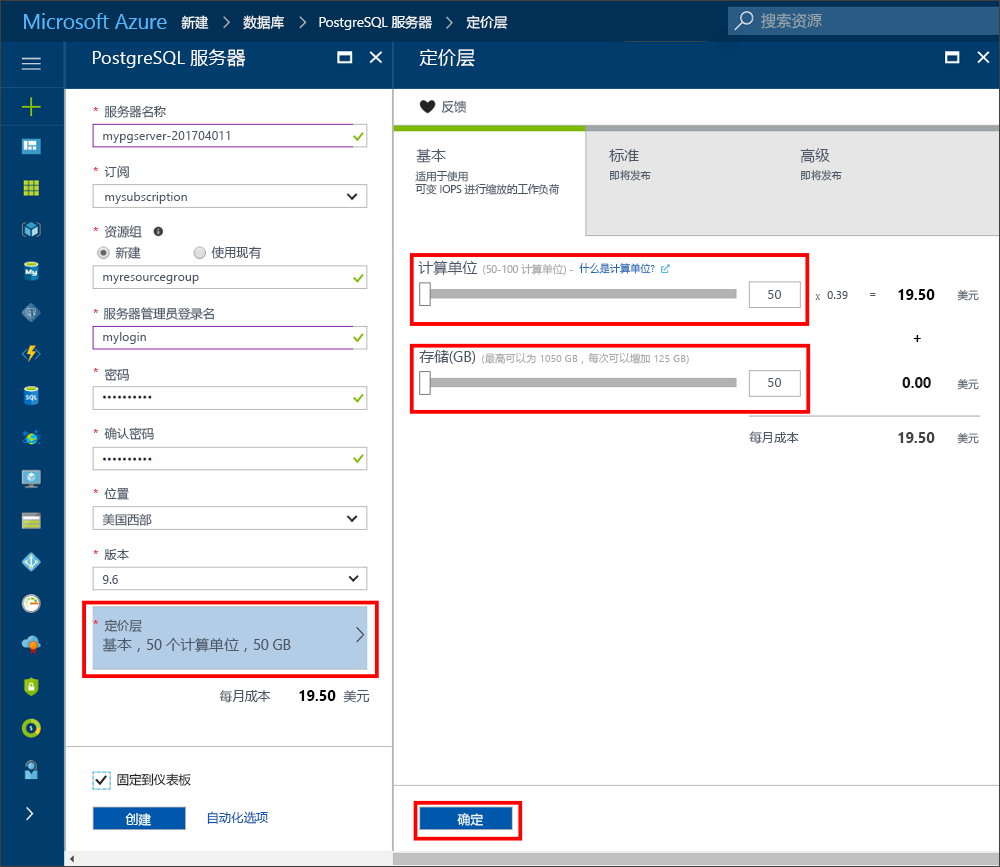 Microsoft Azure 新建 > 数据库 > PostgreSQL 服务器 > 定价层
搜索资源
PostgreSQL 服务器
* 服务器名称
mypgserver-201704011
* 订阅
mysubscription
* 资源组
新建 使用现有
myresourcegroup
* 服务器管理员登录名
mylogin
* 密码
••••••••••
* 确认密码
••••••••••
* 位置
美国西部
* 版本
9.6
* 定价层
基本，50 个计算单位，50 GB
每月成本 19.50 美元
固定到仪表板
创建 自动化选项
定价层
反馈
基本
适用于使用
可变 IOPS 进行缩放的工作负荷
标准
即将发布
高级
即将发布
计算单位 (50-100 计算单位) - 什么是计算单位?
50 x 0.39 = 19.50 美元
+
存储(GB) (最高可以为 1050 GB，每次可以增加 125 GB)
50 0.00 美元
每月成本 19.50 美元
确定